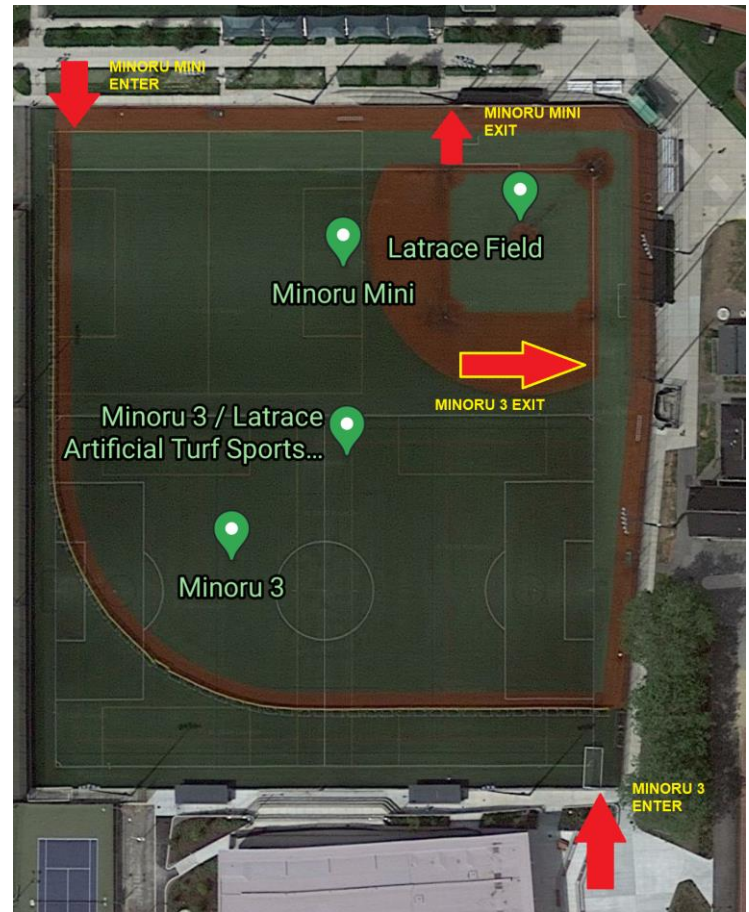 MINORU MINI
ENTER
MINORU MINI
EXIT
Latrace Field
Minoru Mini
MINORU 3 EXIT
Minoru 3 / Latrace
Artificial Turf Sports...
Minoru 3
MINORU 3
ENTER